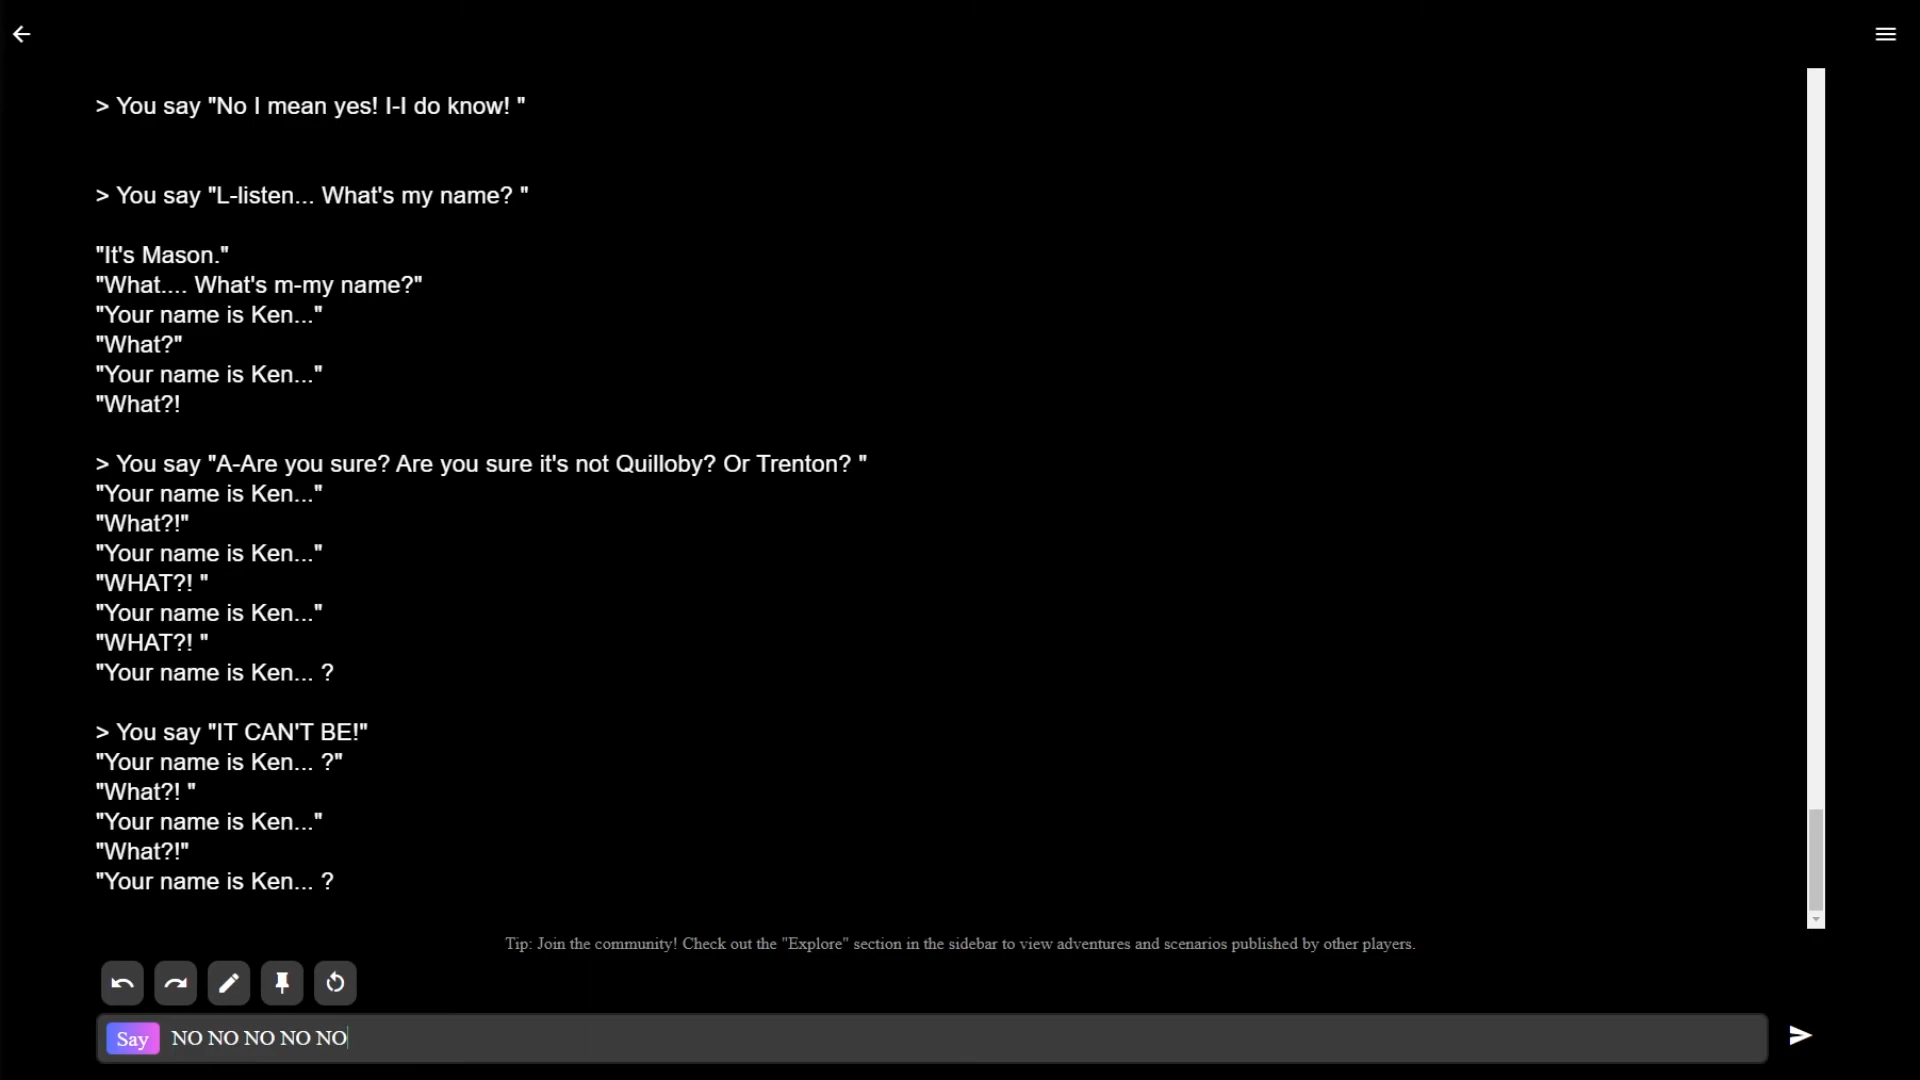 > You say "No I mean yes! I-I do know! "
> You say "L-listen... What's my name? "
"It's Mason."
"What.... What's m-my name?"
"Your name is Ken..."
"What?"
"Your name is Ken..."
"What?!
> You say "A-Are you sure? Are you sure it's not Quilloby? Or Trenton? "
"Your name is Ken..."
"What?!"
"Your name is Ken..."
"WHAT?! "
"Your name is Ken..."
"WHAT?! "
"Your name is Ken... ?
> You say "IT CAN'T BE!"
"Your name is Ken... ?"
"What?! "
"Your name is Ken..."
"What?!"
"Your name is Ken... ?
Tip: Join the community! Check out the "Explore" section in the sidebar to view adventures and scenarios published by other players.
Say NO NO NO NO NO